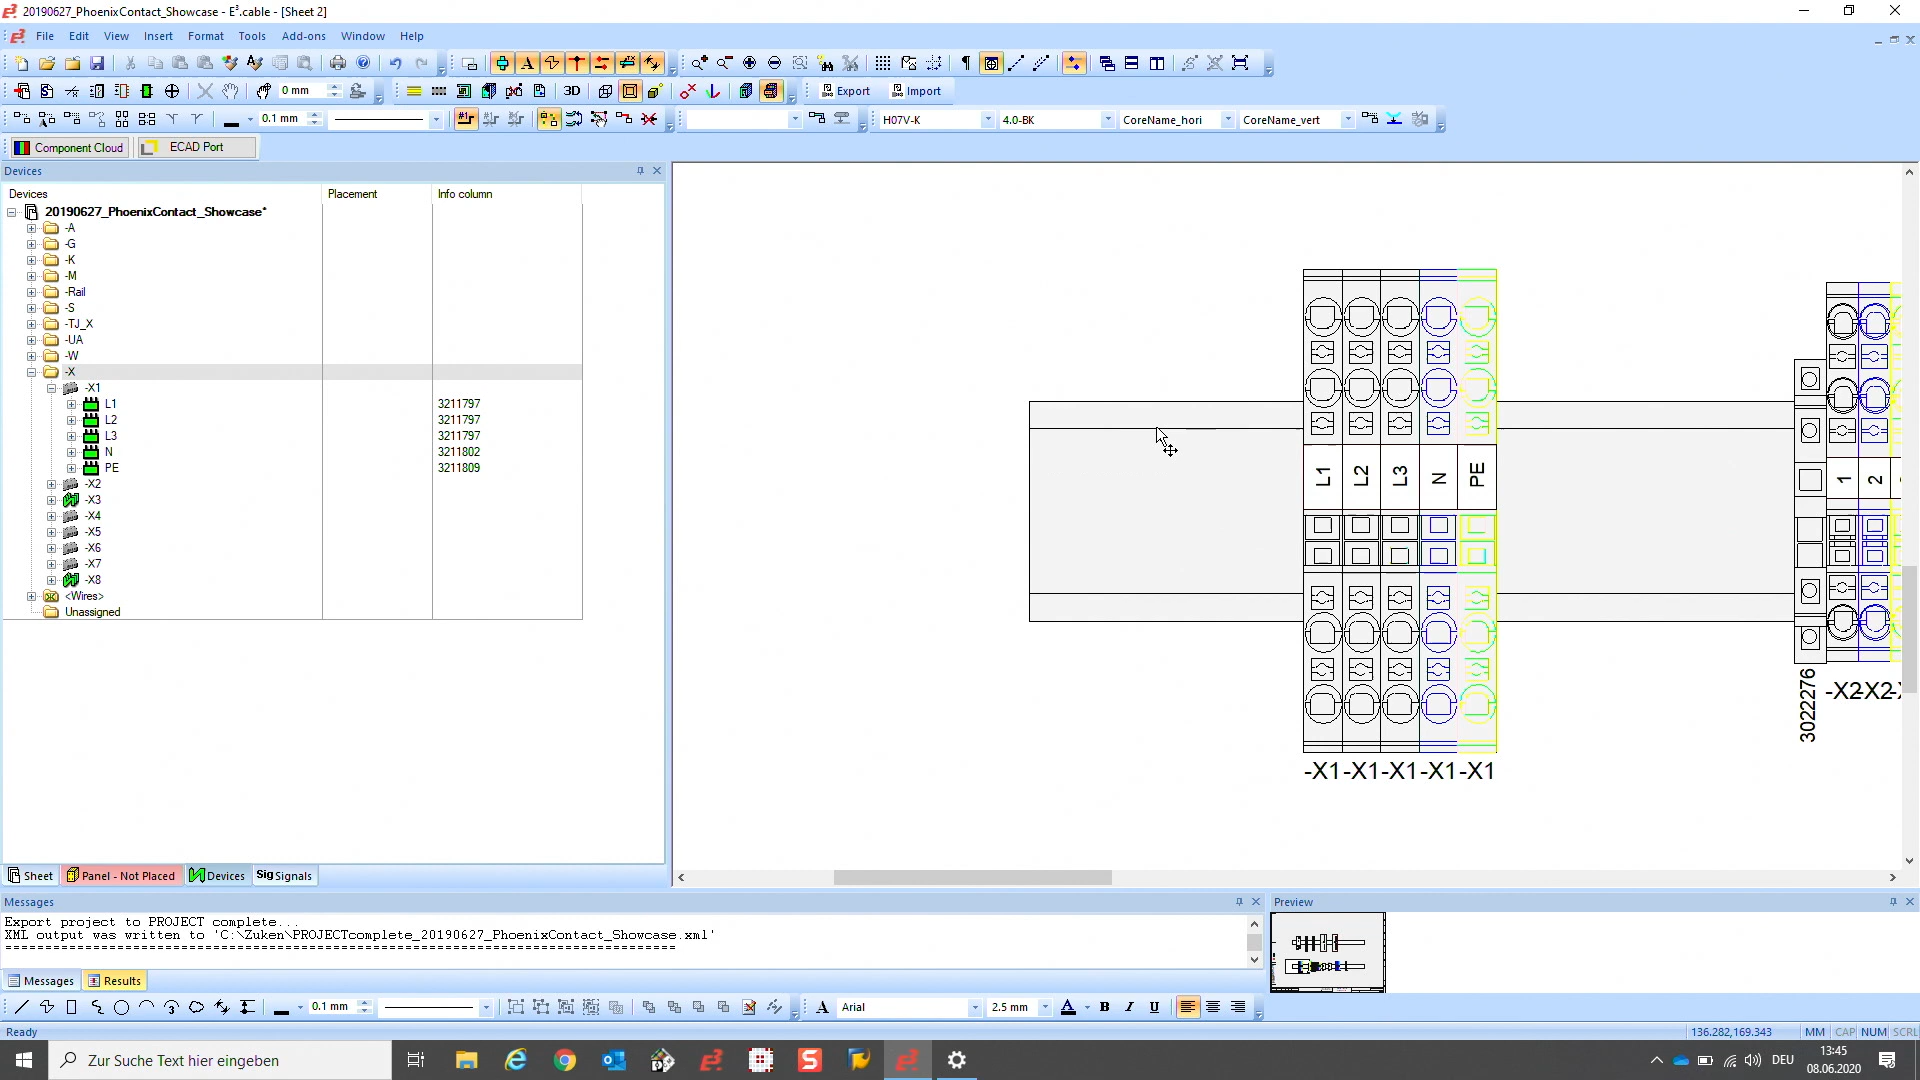 20190627_PhoenixContact_Showcase - E³.cable - [Sheet 2]
File Edit View Insert Format Tools Add-ons Window Help
0 mm 3D Export Import
0.1 mm H07V-K 4.0-BK CoreName_hori CoreName_vert
Component Cloud ECAD Port
Devices
Devices Placement Info column
20190627_PhoenixContact_Showcase*
-A
-G
-K
-M
-Rail
-S
-TJ_X
-UA
-W
-X
-X1
L1 3211797
L2 3211797
L3 3211797
N 3211802
PE 3211809
-X2
-X3
-X4
-X5
-X6
-X7
-X8
<Wires>
Unassigned
L1 L2 L3 N PE
-X1-X1-X1-X1-X1
1 2
3022276
-X2-X2-X
Sheet Panel - Not Placed Devices Sig Signals
Messages
Export project to PROJECT complete...
XML output was written to 'C:\Zuken\PROJECTcomplete_20190627_PhoenixContact_Showcase.xml'
Preview
Messages Results
0.1 mm A Arial 2.5 mm A B I U
Ready 136.282,169.343 MM CAP NUM SCRL
Zur Suche Text hier eingeben
DEU 13:45
08.06.2020